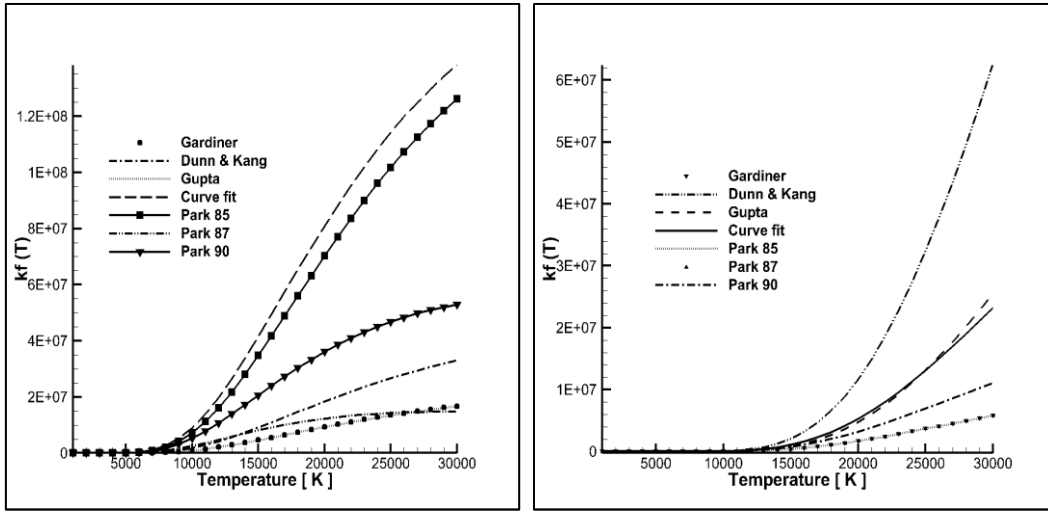 1.2E+08
1E+08
8E+07
6E+07
4E+07
2E+07
0
kf (T)
Gardiner
Dunn & Kang
Gupta
Curve fit
Park 85
Park 87
Park 90
5000 10000 15000 20000 25000 30000
Temperature [ K ]
6E+07
5E+07
4E+07
3E+07
2E+07
1E+07
0
kf (T)
Gardiner
Dunn & Kang
Gupta
Curve fit
Park 85
Park 87
Park 90
5000 10000 15000 20000 25000 30000
Temperature [ K ]